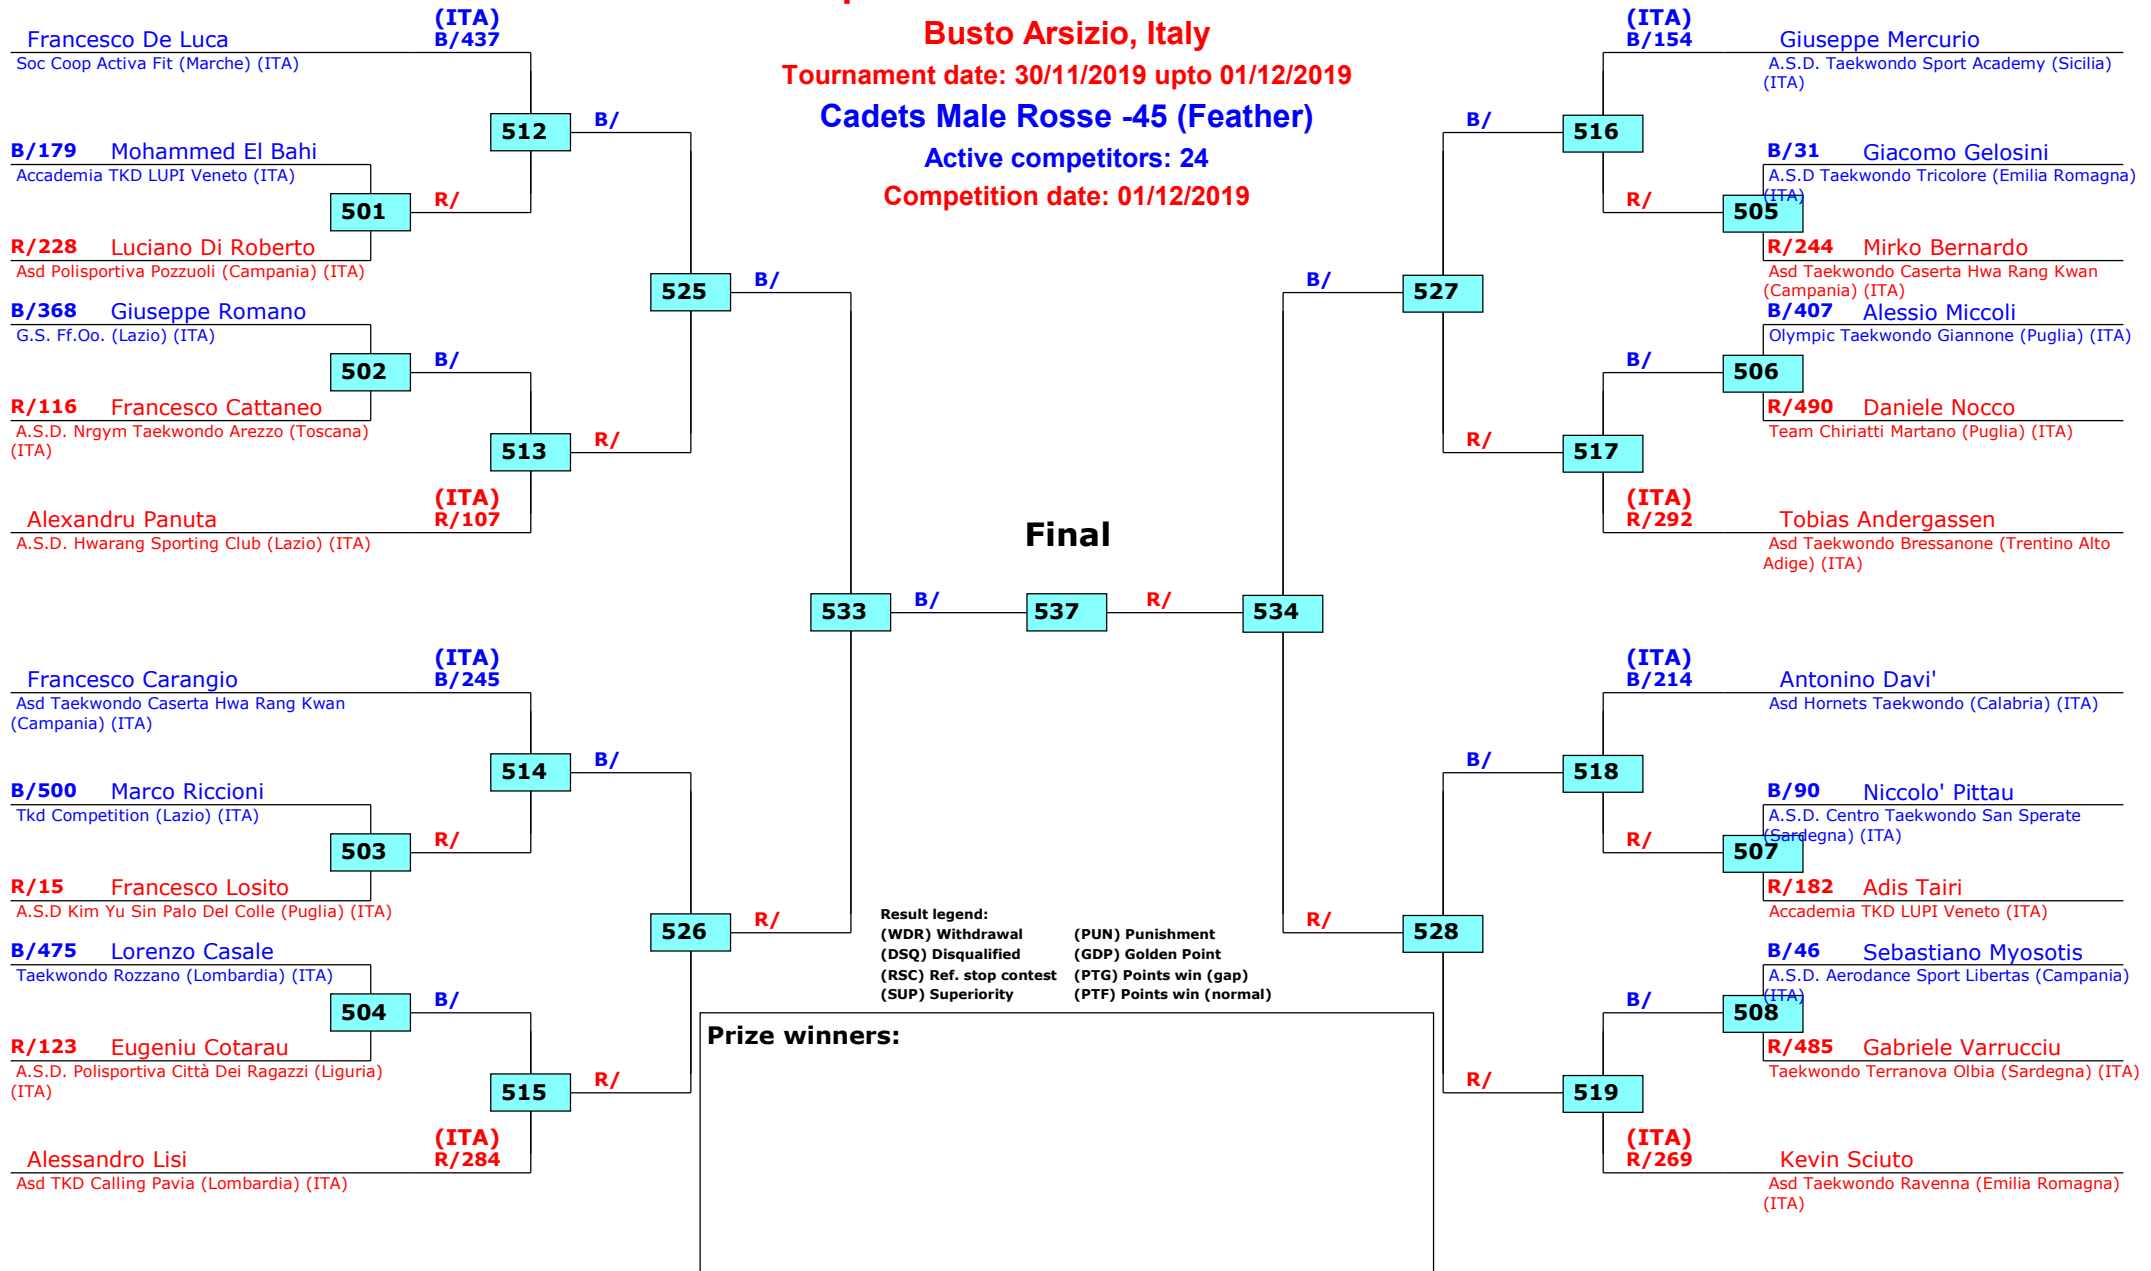 Busto Arsizio, Italy
Tournament date: 30/11/2019 upto 01/12/2019
Cadets Male Rosse -45 (Feather)
Active competitors: 24
Competition date: 01/12/2019
(ITA)
Francesco De Luca B/437
Soc Coop Activa Fit (Marche) (ITA)
512 B/
B/179 Mohammed El Bahi
Accademia TKD LUPI Veneto (ITA)
501 R/
R/228 Luciano Di Roberto
Asd Polisportiva Pozzuoli (Campania) (ITA)
525 B/
B/368 Giuseppe Romano
G.S. Ff.Oo. (Lazio) (ITA)
502 B/
R/116 Francesco Cattaneo
A.S.D. Nrgym Taekwondo Arezzo (Toscana)
(ITA)
513 R/
(ITA)
Alexandru Panuta R/107
A.S.D. Hwarang Sporting Club (Lazio) (ITA)
Final
533 B/ 537 R/ 534
(ITA)
Francesco Carangio B/245
Asd Taekwondo Caserta Hwa Rang Kwan
(Campania) (ITA)
514 B/
B/500 Marco Riccioni
Tkd Competition (Lazio) (ITA)
503 R/
R/15 Francesco Losito
A.S.D Kim Yu Sin Palo Del Colle (Puglia) (ITA)
526 R/
B/475 Lorenzo Casale
Taekwondo Rozzano (Lombardia) (ITA)
504 B/
R/123 Eugeniu Cotarau
A.S.D. Polisportiva Città Dei Ragazzi (Liguria)
(ITA)
515 R/
(ITA)
Alessandro Lisi R/284
Asd TKD Calling Pavia (Lombardia) (ITA)
(ITA)
B/154 Giuseppe Mercurio
A.S.D. Taekwondo Sport Academy (Sicilia)
(ITA)
B/ 516
B/31 Giacomo Gelosini
A.S.D Taekwondo Tricolore (Emilia Romagna)
(ITA)
R/ 505
R/244 Mirko Bernardo
Asd Taekwondo Caserta Hwa Rang Kwan
(Campania) (ITA)
B/ 527
B/407 Alessio Miccoli
Olympic Taekwondo Giannone (Puglia) (ITA)
B/ 506
R/490 Daniele Nocco
Team Chiriatti Martano (Puglia) (ITA)
R/ 517
(ITA)
R/292 Tobias Andergassen
Asd Taekwondo Bressanone (Trentino Alto
Adige) (ITA)
(ITA)
B/214 Antonino Davi'
Asd Hornets Taekwondo (Calabria) (ITA)
B/ 518
B/90 Niccolo' Pittau
A.S.D. Centro Taekwondo San Sperate
(Sardegna) (ITA)
R/ 507
R/182 Adis Tairi
Accademia TKD LUPI Veneto (ITA)
R/ 528
B/46 Sebastiano Myosotis
A.S.D. Aerodance Sport Libertas (Campania)
(ITA)
B/ 508
R/485 Gabriele Varrucciu
Taekwondo Terranova Olbia (Sardegna) (ITA)
R/ 519
(ITA)
R/269 Kevin Sciuto
Asd Taekwondo Ravenna (Emilia Romagna)
(ITA)
Result legend:
(WDR) Withdrawal (PUN) Punishment
(DSQ) Disqualified (GDP) Golden Point
(RSC) Ref. stop contest (PTG) Points win (gap)
(SUP) Superiority (PTF) Points win (normal)
Prize winners: